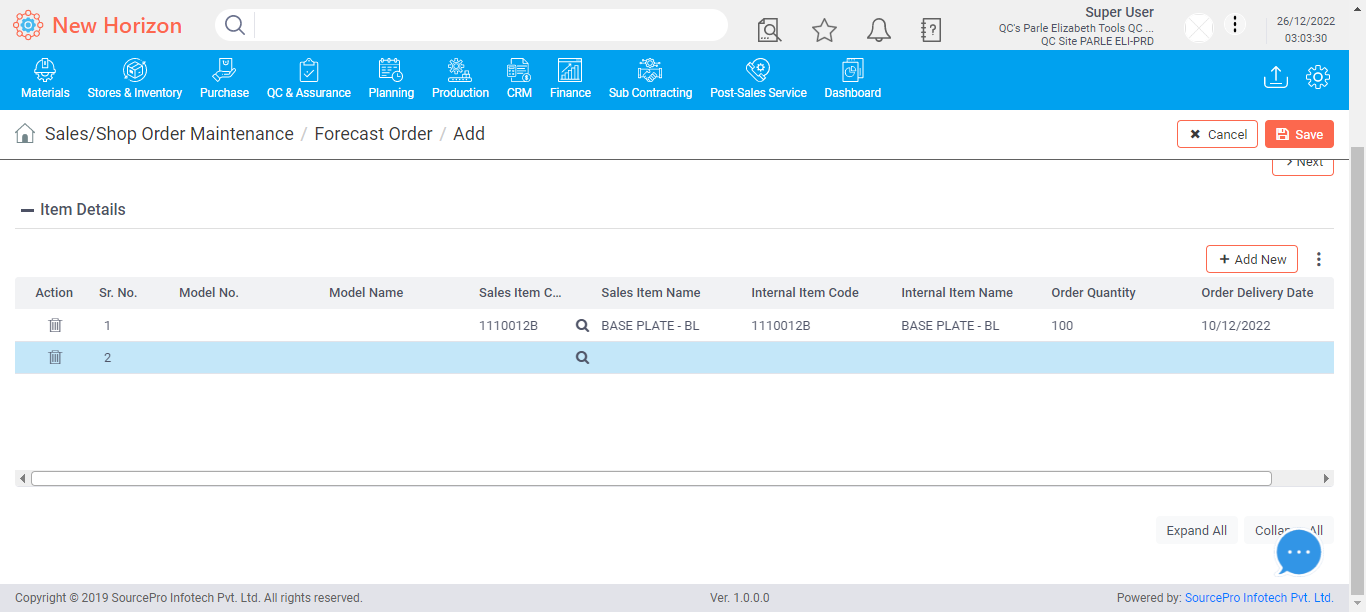 New Horizon
Super User
QC's Parle Elizabeth Tools QC ...
QC Site PARLE ELI-PRD
26/12/2022
03:03:30
Materials Stores & Inventory Purchase QC & Assurance Planning Production CRM Finance Sub Contracting Post-Sales Service Dashboard
Sales/Shop Order Maintenance / Forecast Order / Add
Cancel Save
Next
Item Details
+ Add New
Action Sr. No. Model No. Model Name Sales Item C... Sales Item Name Internal Item Code Internal Item Name Order Quantity Order Delivery Date
1 1110012B BASE PLATE - BL 1110012B BASE PLATE - BL 100 10/12/2022
2
Expand All All
Copyright © 2019 SourcePro Infotech Pvt. Ltd. All rights reserved. Ver. 1.0.0.0 Powered by: SourcePro Infotech Pvt. Ltd.